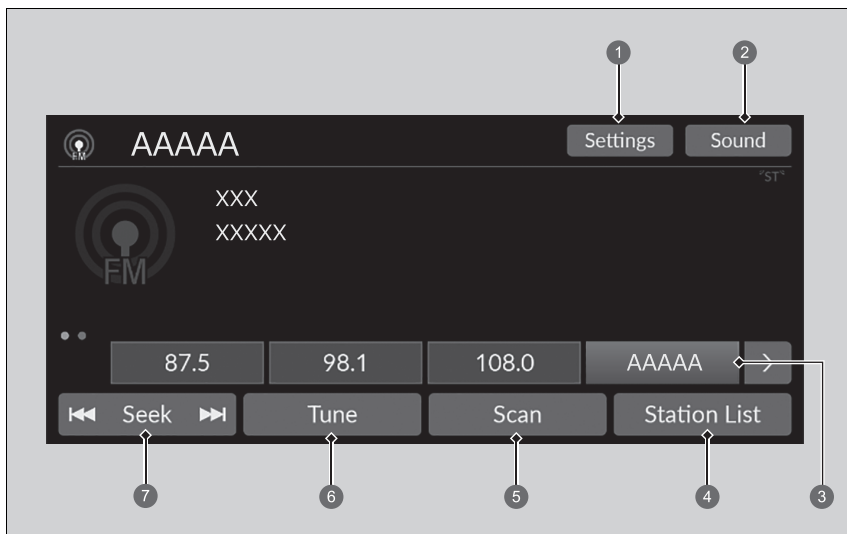 1 2
FM AAAAA Settings Sound
"ST"
XXX
XXXXX
FM
87.5 98.1 108.0 AAAAA >
Seek Tune Scan Station List
7 6 5 4 3